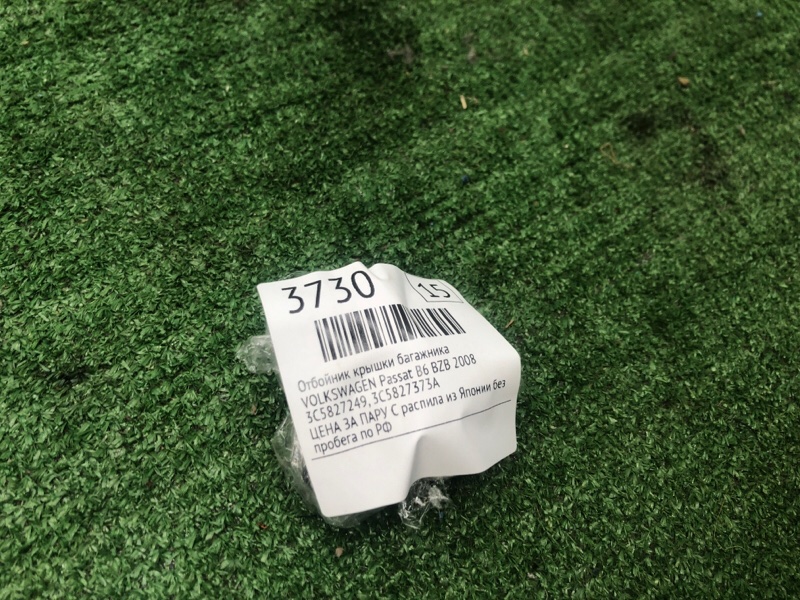 3730 15
Отбойник крышки багажника
VOLKSWAGEN Passat B6 BZB 2008
3C5827249,3C5827373A
ЦЕНА ЗА ПАРУ С распила из Японии без
пробега по РФ